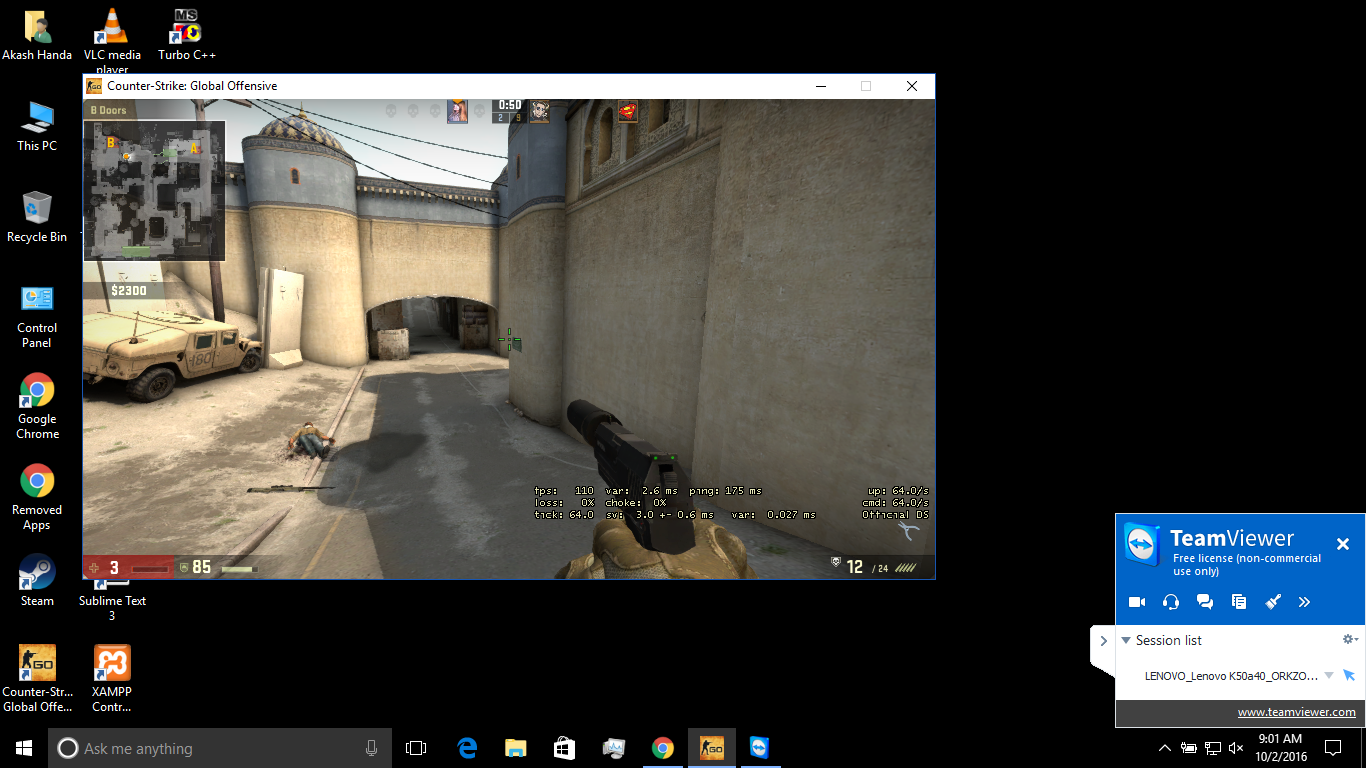 Akash Handa
VLC media
player
MS
Turbo C++
This PC
Recycle Bin
Control
Panel
Google
Chrome
Removed
Apps
Steam
Sublime Text
3
GO
Counter-Str...
Global Offe...
XAMPP
Contr...
GO
Counter-Strike: Global Offensive
B Doors
B
A
0:50
2 9
$2300
fps: 110 var: 2.6 ms ping: 175 ms
loss: 0% choke: 0%
tick: 64.0 sv: 3.0 +- 0.6 ms var: 0.027 ms
up: 64.0/s
cmd: 64.0/s
Official DS
3
85
12 / 24
TeamViewer
Free license (non-commercial
use only)
Session list
LENOVO_Lenovo K50a40_ORKZO...
www.teamviewer.com
Ask me anything
GO
9:01 AM
10/2/2016